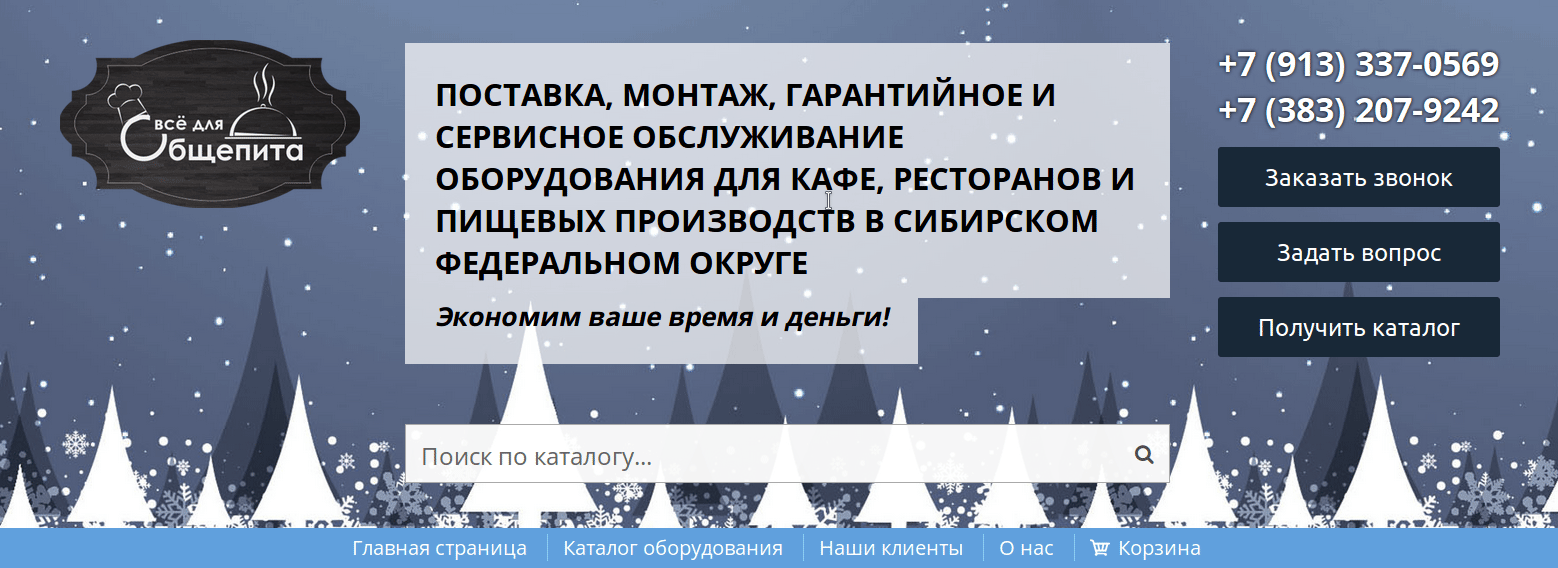 всё для
Общепита
ПОСТАВКА, МОНТАЖ, ГАРАНТИЙНОЕ И
СЕРВИСНОЕ ОБСЛУЖИВАНИЕ
ОБОРУДОВАНИЯ ДЛЯ КАФЕ, РЕСТОРАНОВ И
ПИЩЕВЫХ ПРОИЗВОДСТВ В СИБИРСКОМ
ФЕДЕРАЛЬНОМ ОКРУГЕ
Экономим ваше время и деньги!
+7 (913) 337-0569
+7 (383) 207-9242
Заказать звонок
Задать вопрос
Получить каталог
Поиск по каталогу...
Главная страница
Каталог оборудования
Наши клиенты
О нас
Корзина